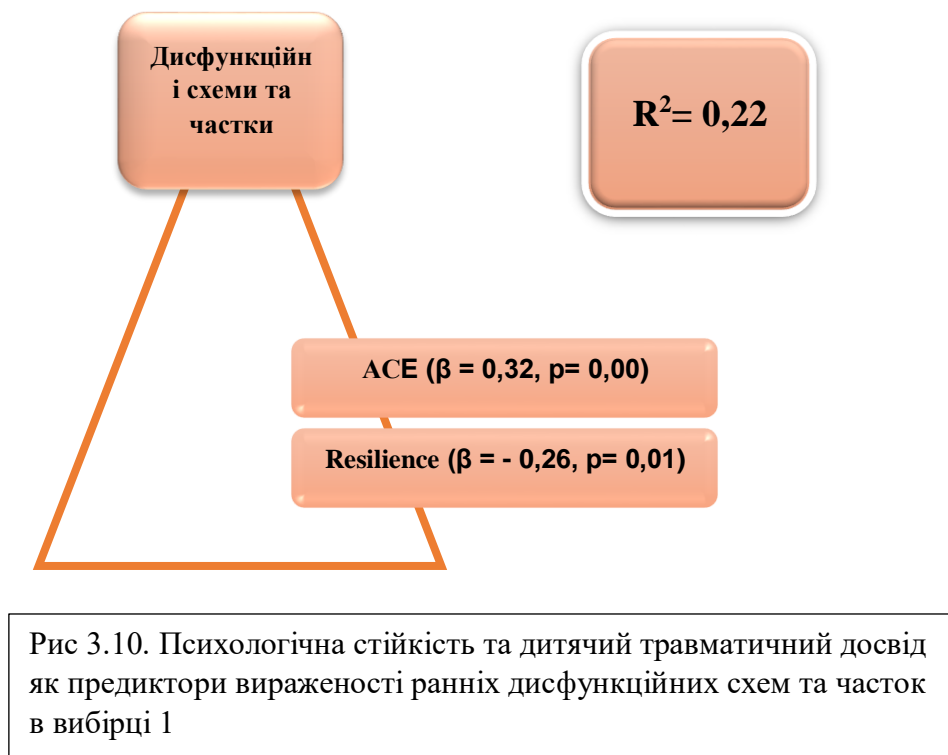 Дисфункційн
і схеми та
частки
R²= 0,22
ACE (β = 0,32, p= 0,00)
Resilience (β = - 0,26, p= 0,01)
Рис 3.10. Психологічна стійкість та дитячий травматичний досвід
як предиктори вираженості ранніх дисфункційних схем та часток
в вибірці 1